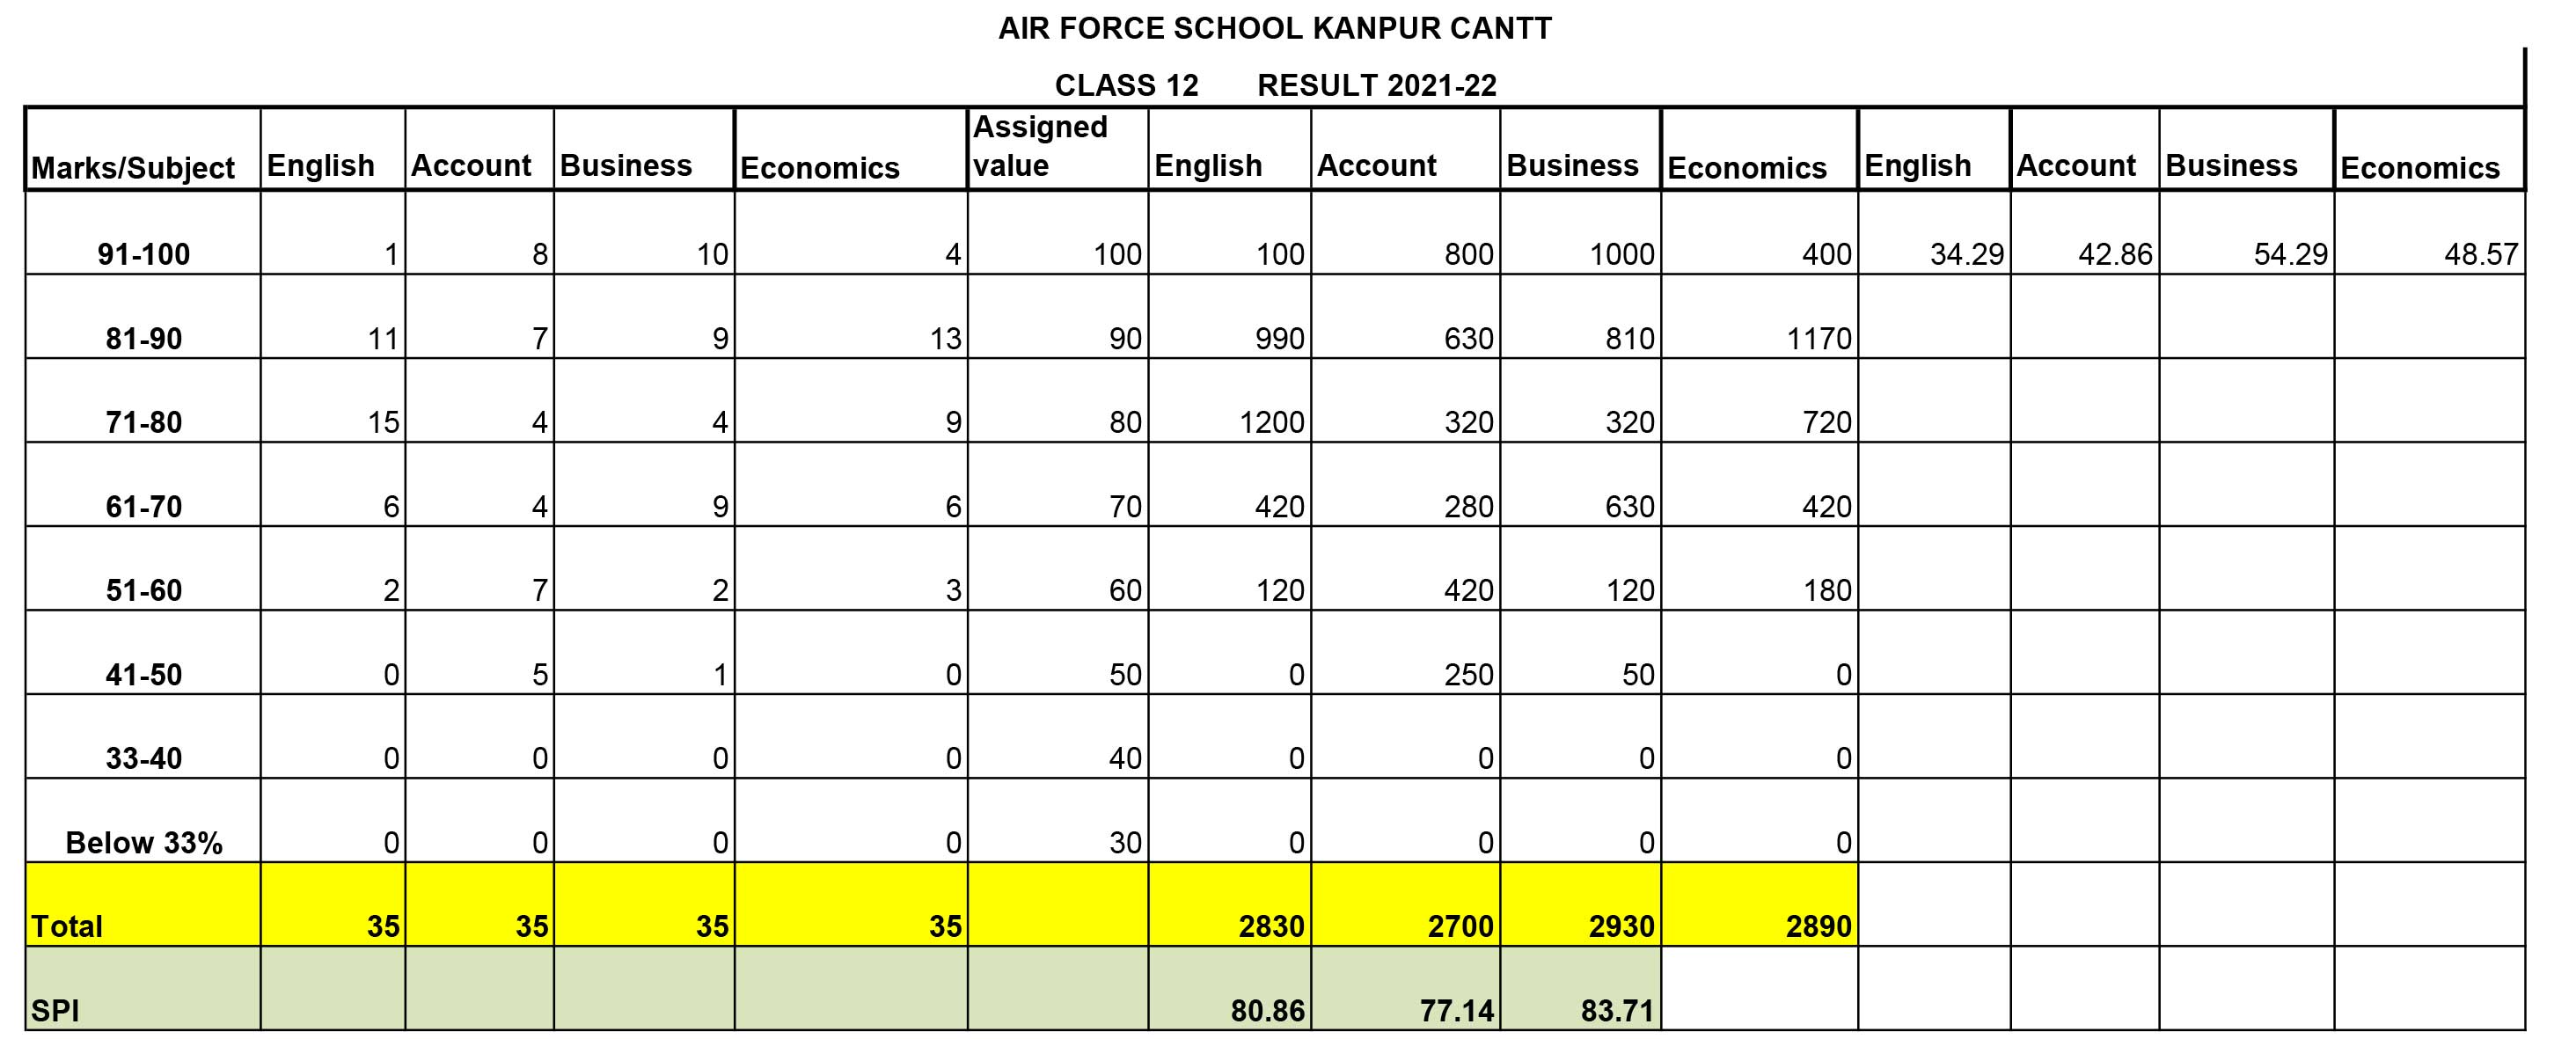 AIR FORCE SCHOOL KANPUR CANTT
CLASS 12 RESULT 2021-22
Marks/Subject English Account Business Economics Assigned value English Account Business Economics English Account Business Economics
91-100 1 8 10 4 100 100 800 1000 400 34.29 42.86 54.29 48.57
81-90 11 7 9 13 90 990 630 810 1170
71-80 15 4 4 9 80 1200 320 320 720
61-70 6 4 9 6 70 420 280 630 420
51-60 2 7 2 3 60 120 420 120 180
41-50 0 5 1 0 50 0 250 50 0
33-40 0 0 0 0 40 0 0 0 0
Below 33% 0 0 0 0 30 0 0 0 0
Total 35 35 35 35 2830 2700 2930 2890
SPI 80.86 77.14 83.71